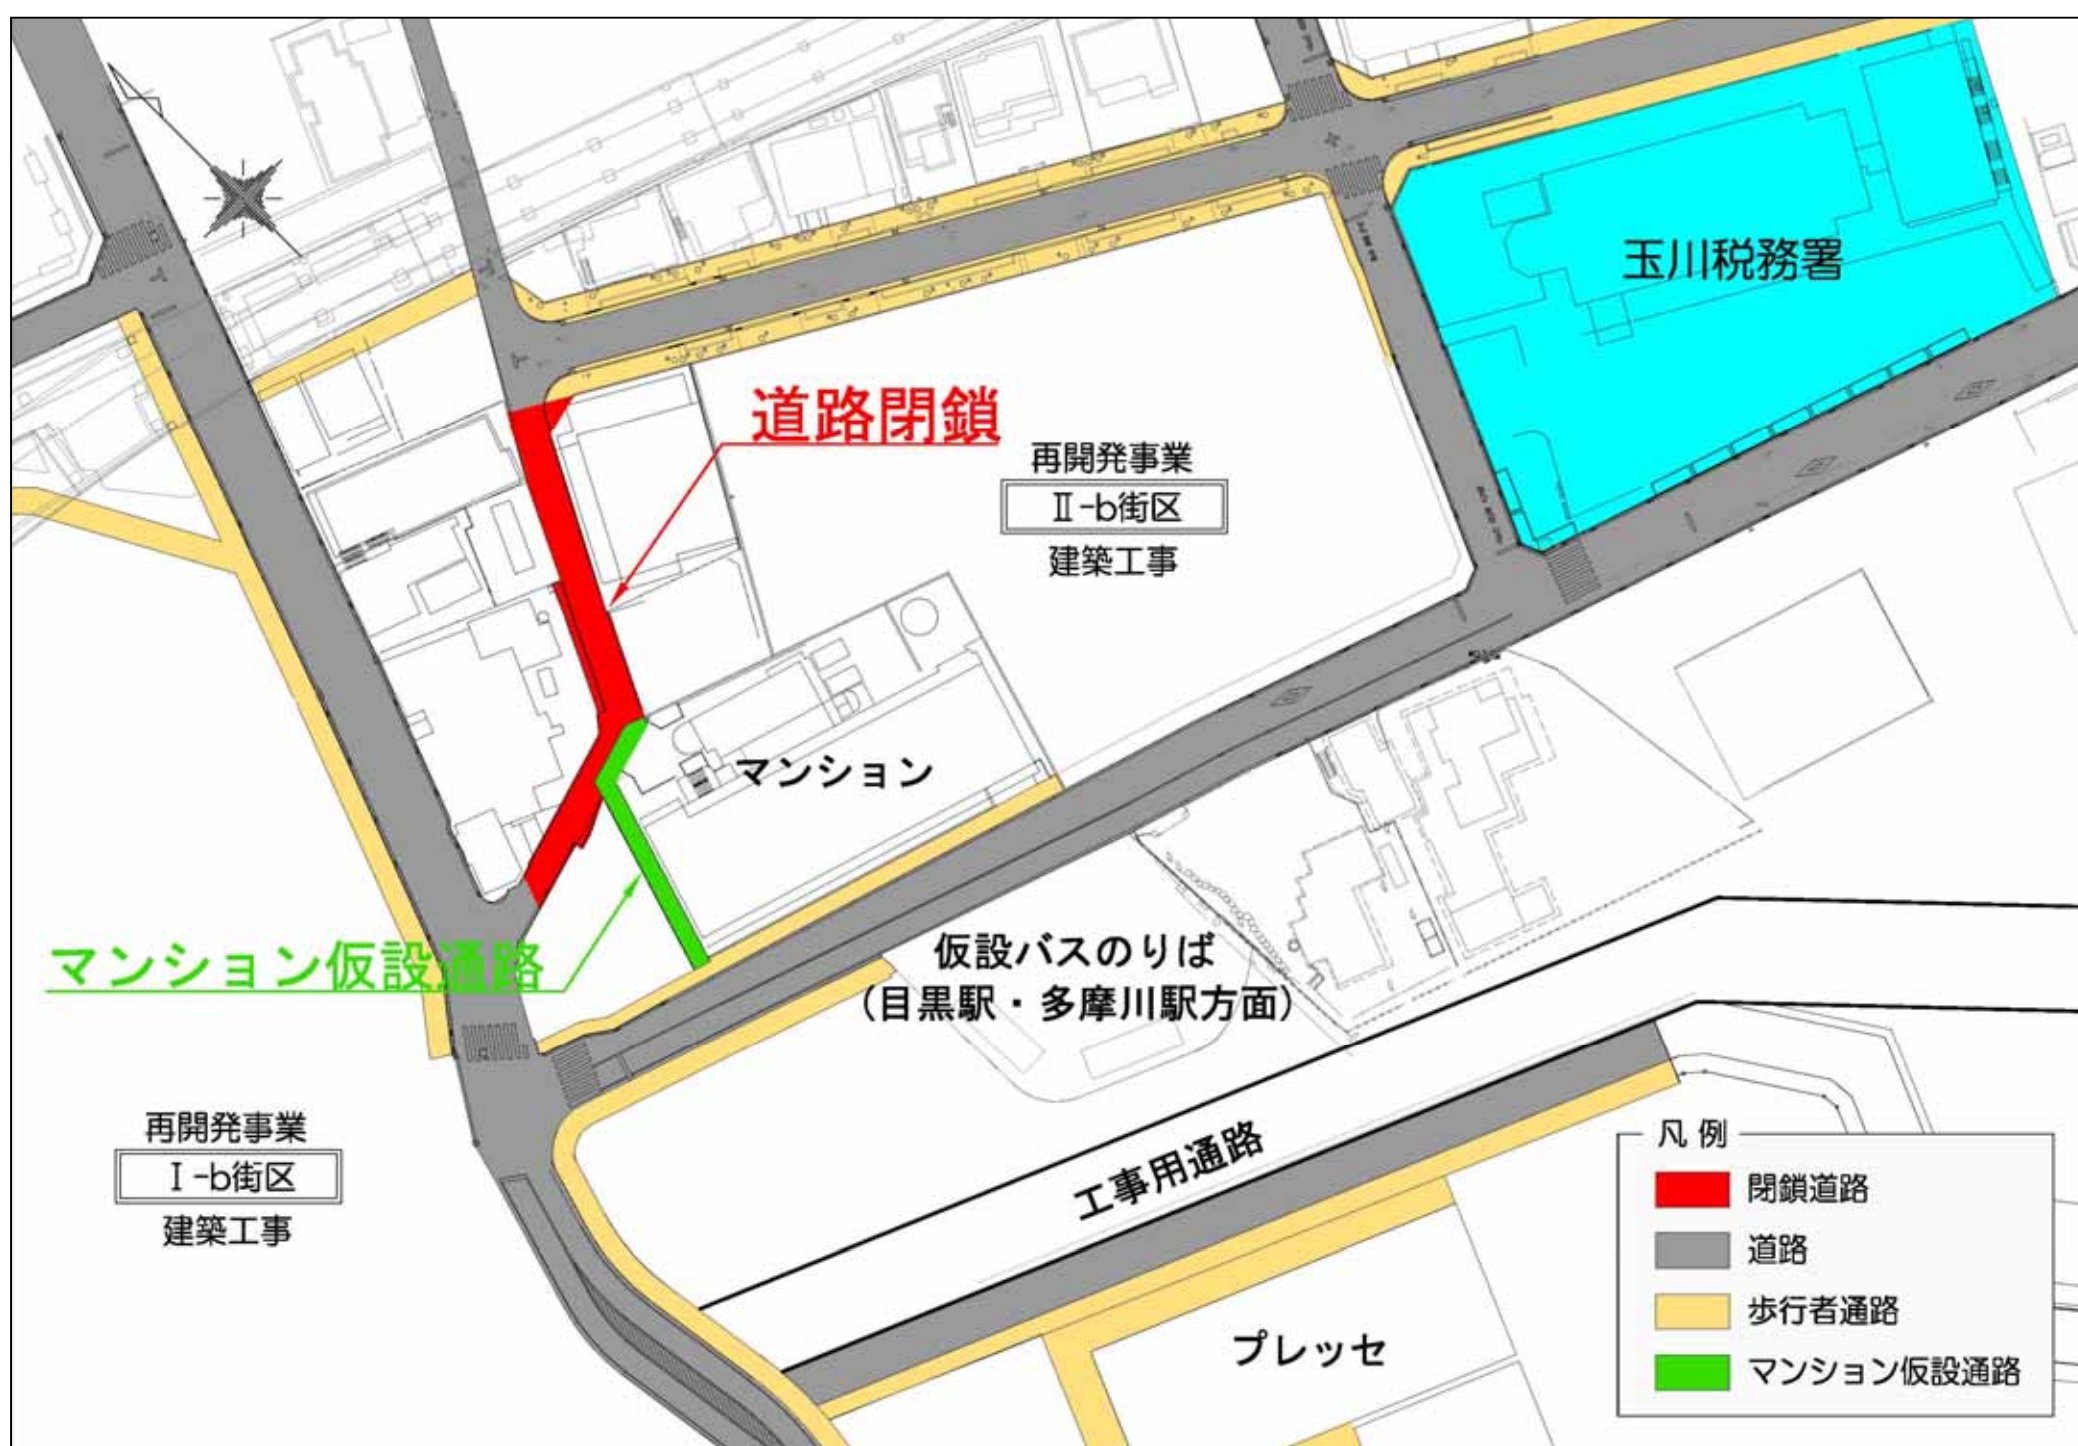 玉川税務署
道路閉鎖
再開発事業
Ⅱ-b街区
建築工事
マンション
マンション仮設通路
仮設バスのりば
(目黒駅・多摩川駅方面)
再開発事業
Ⅰ-b街区
建築工事
工事用通路
プレッセ
凡例
閉鎖道路
道路
歩行者通路
マンション仮設通路